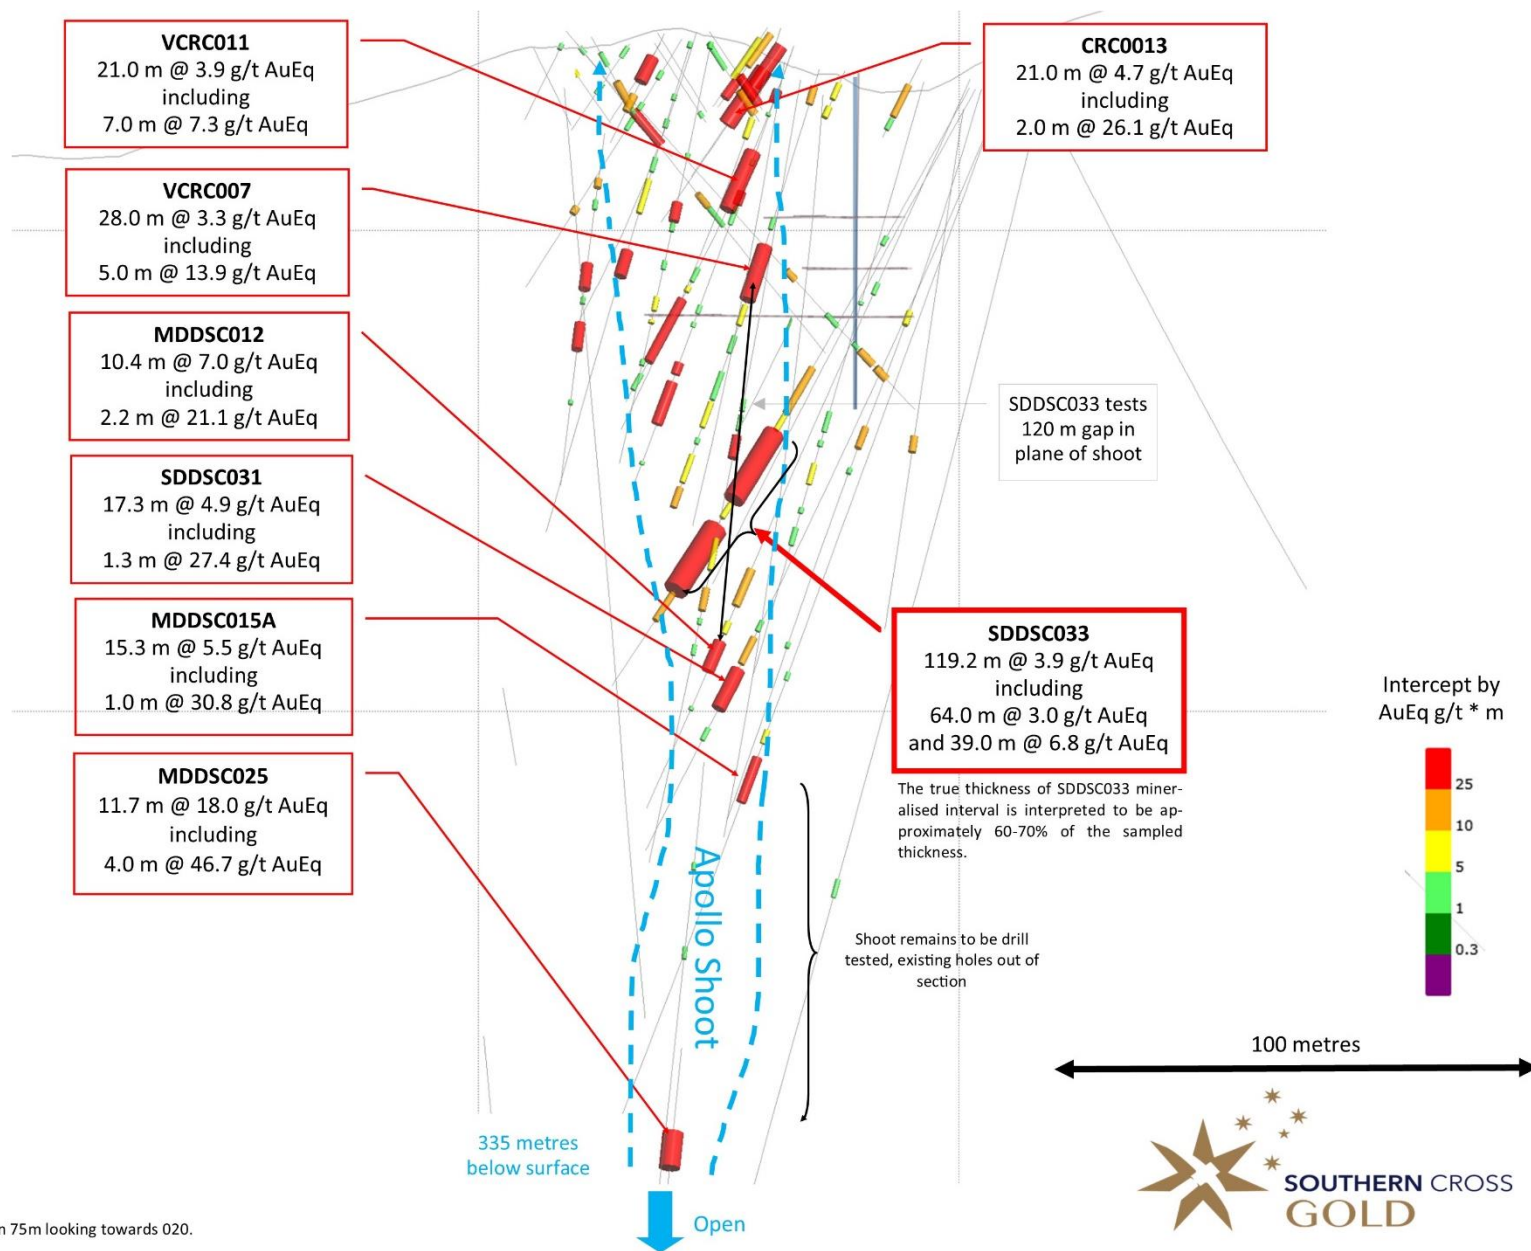 VCRC011
21.0 m @ 3.9 g/t AuEq
including
7.0 m @ 7.3 g/t AuEq
CRC0013
21.0 m @ 4.7 g/t AuEq
including
2.0 m @ 26.1 g/t AuEq
VCRC007
28.0 m @ 3.3 g/t AuEq
including
5.0 m @ 13.9 g/t AuEq
MDDSC012
10.4 m @ 7.0 g/t AuEq
including
2.2 m @ 21.1 g/t AuEq
SDDSC033 tests
120 m gap in
plane of shoot
SDDSC031
17.3 m @ 4.9 g/t AuEq
including
1.3 m @ 27.4 g/t AuEq
MDDSC015A
15.3 m @ 5.5 g/t AuEq
including
1.0 m @ 30.8 g/t AuEq
SDDSC033
119.2 m @ 3.9 g/t AuEq
including
64.0 m @ 3.0 g/t AuEq
and 39.0 m @ 6.8 g/t AuEq
The true thickness of SDDSC033 miner-
alised interval is interpreted to be ap-
proximately 60-70% of the sampled
thickness.
Intercept by
AuEq g/t * m
25
10
5
1
0.3
MDDSC025
11.7 m @ 18.0 g/t AuEq
including
4.0 m @ 46.7 g/t AuEq
Apollo Shoot
Shoot remains to be drill
tested, existing holes out of
section
100 metres
335 metres
below surface
Open
SOUTHERN CROSS
GOLD
75m looking towards 020.